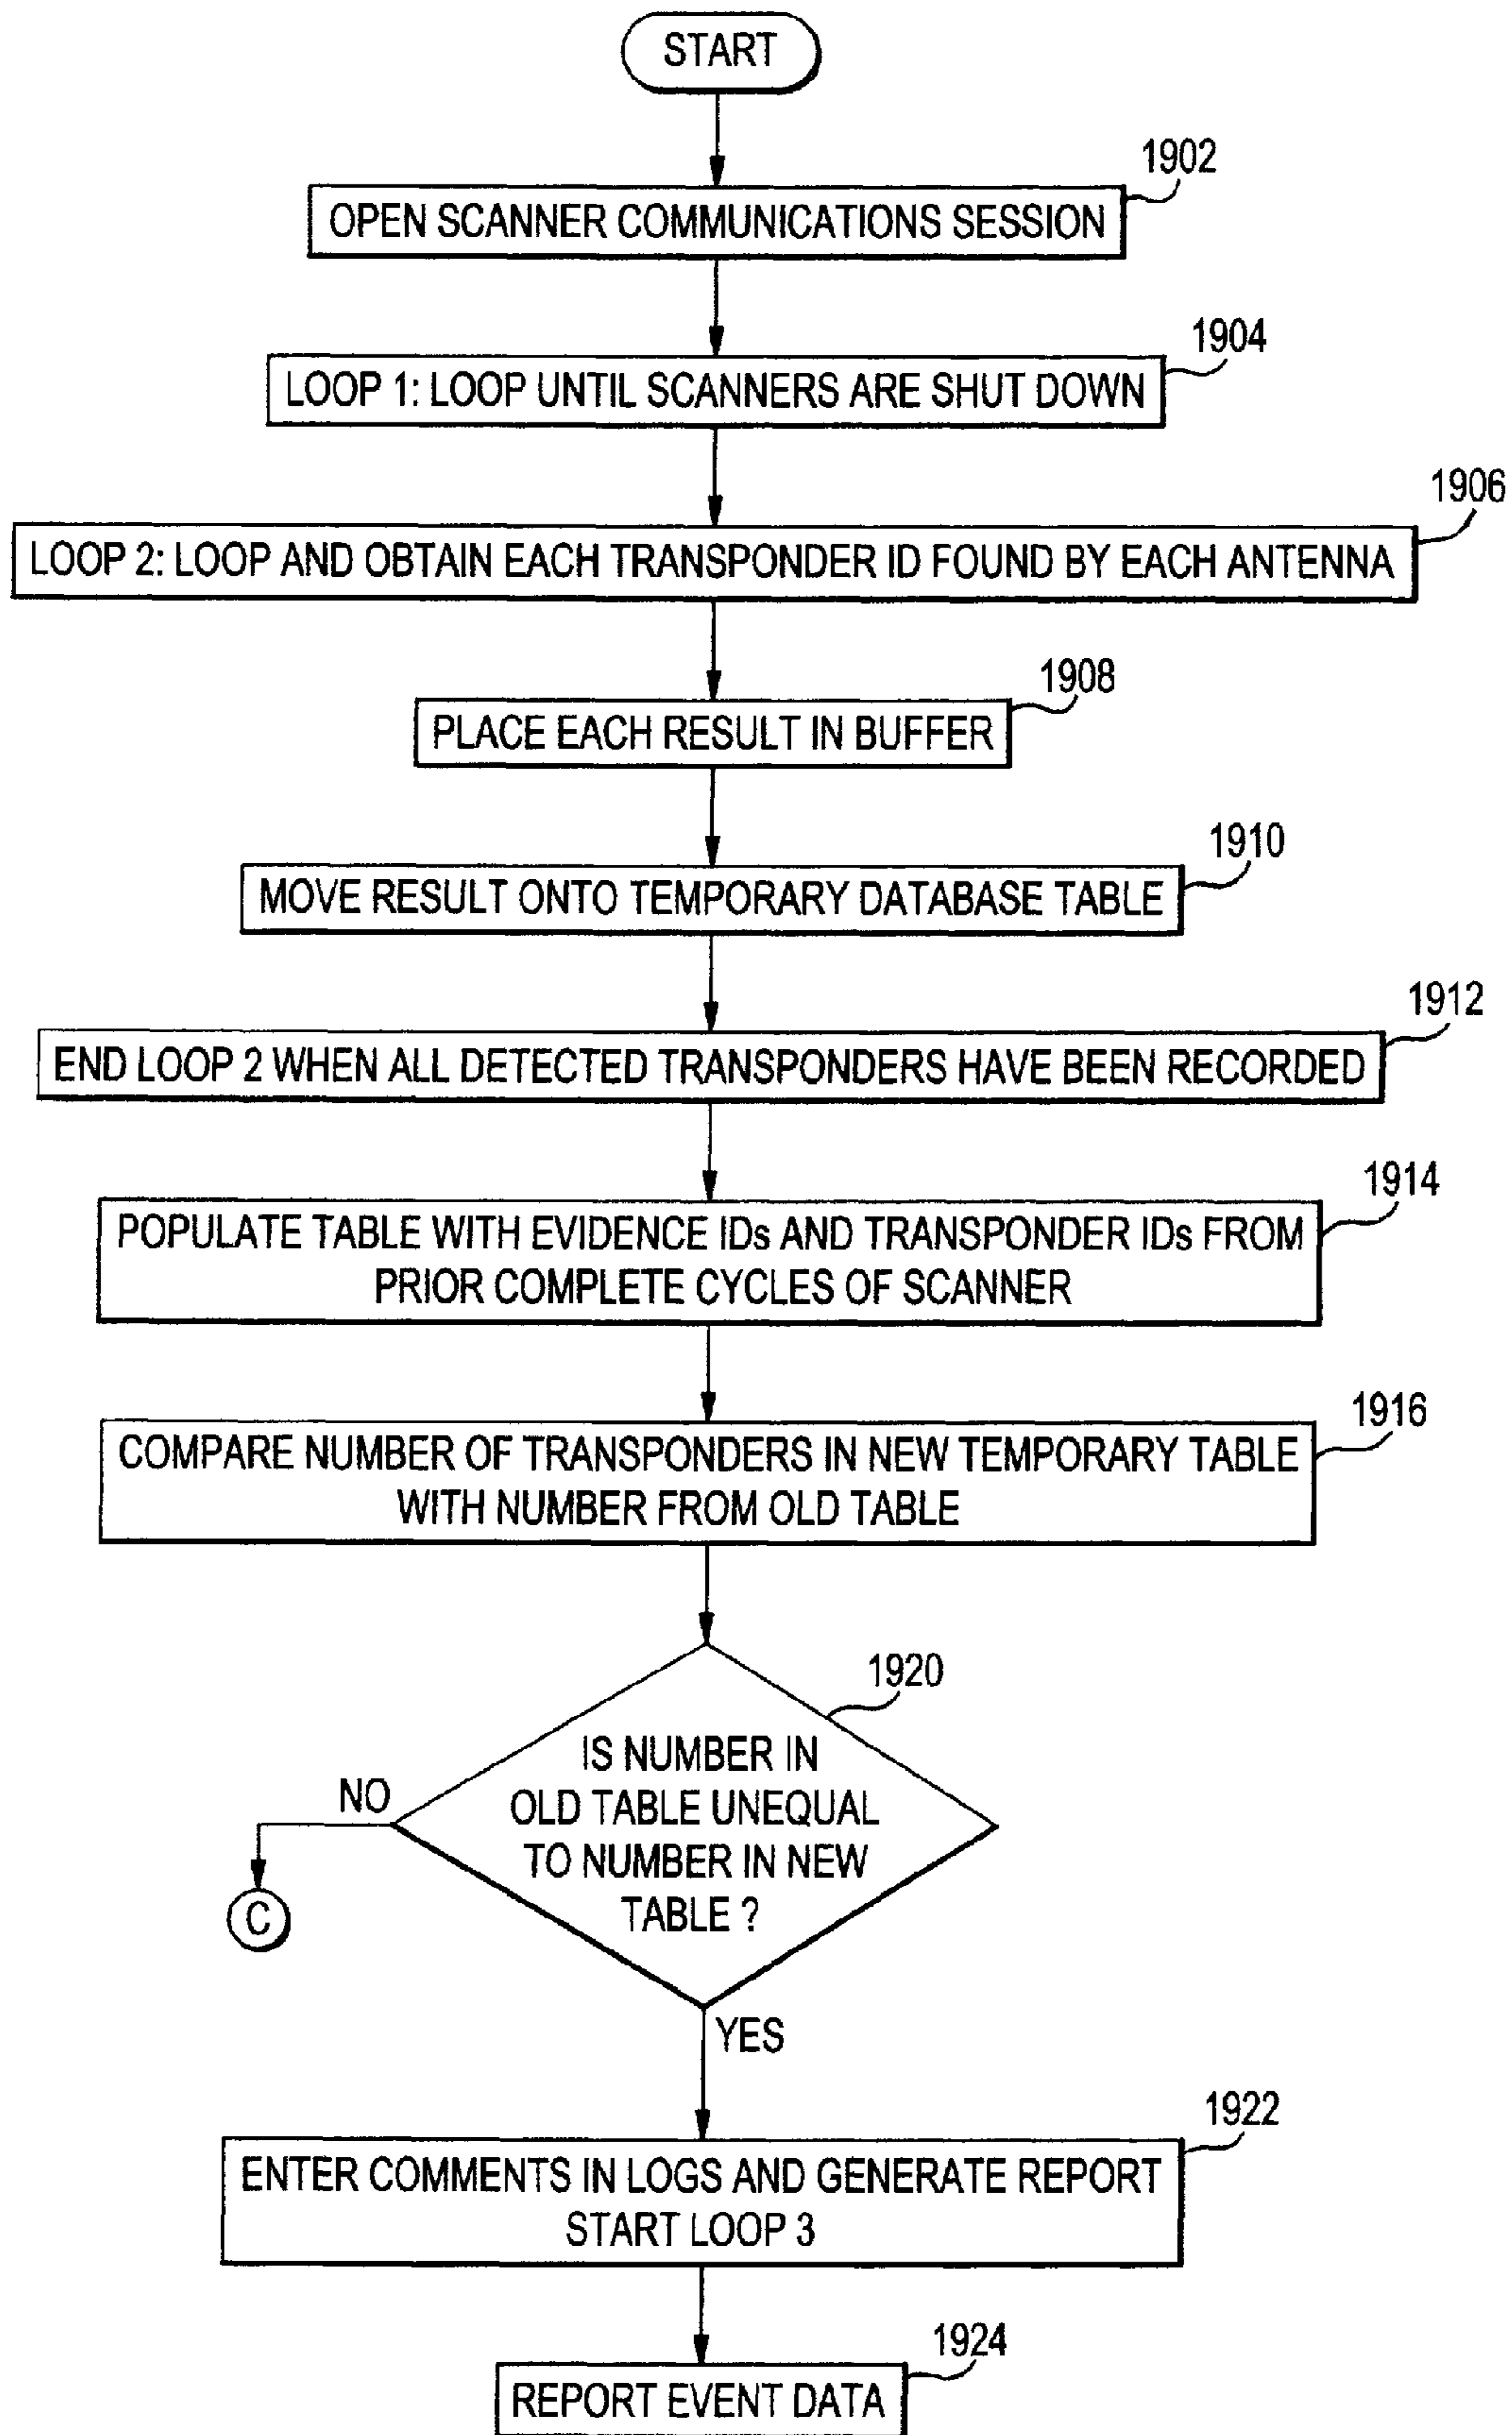 START
1902
OPEN SCANNER COMMUNICATIONS SESSION
1904
LOOP 1: LOOP UNTIL SCANNERS ARE SHUT DOWN
1906
LOOP 2: LOOP AND OBTAIN EACH TRANSPONDER ID FOUND BY EACH ANTENNA
1908
PLACE EACH RESULT IN BUFFER
1910
MOVE RESULT ONTO TEMPORARY DATABASE TABLE
1912
END LOOP 2 WHEN ALL DETECTED TRANSPONDERS HAVE BEEN RECORDED
1914
POPULATE TABLE WITH EVIDENCE IDs AND TRANSPONDER IDs FROM
PRIOR COMPLETE CYCLES OF SCANNER
1916
COMPARE NUMBER OF TRANSPONDERS IN NEW TEMPORARY TABLE
WITH NUMBER FROM OLD TABLE
1920
IS NUMBER IN
OLD TABLE UNEQUAL
TO NUMBER IN NEW
TABLE ?
NO
C
YES
1922
ENTER COMMENTS IN LOGS AND GENERATE REPORT
START LOOP 3
1924
REPORT EVENT DATA